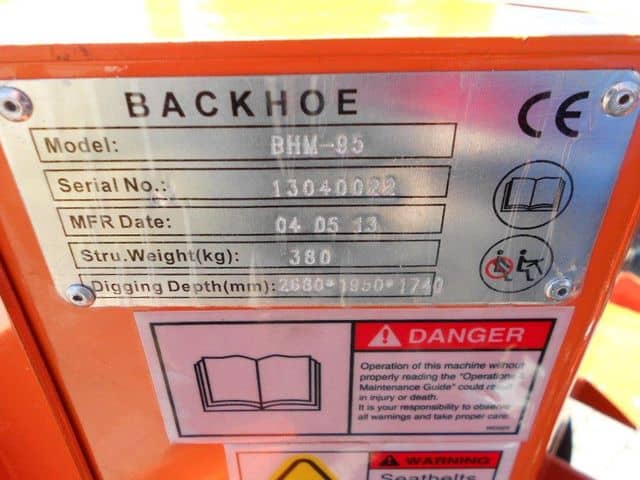 BACKHOE
CE
Model: BHM-95
Serial No.: 13040022
MFR Date: 04 05 13
Stru.Weight(kg): 380
Digging Depth(mm): 2680*1950*1740
DANGER
Operation of this machine without
properly reading the "Operation &
Maintenance Guide" could result
in injury or death.
It is your responsibility to observe
all warnings and take proper care.
WARNING
Seatbelts